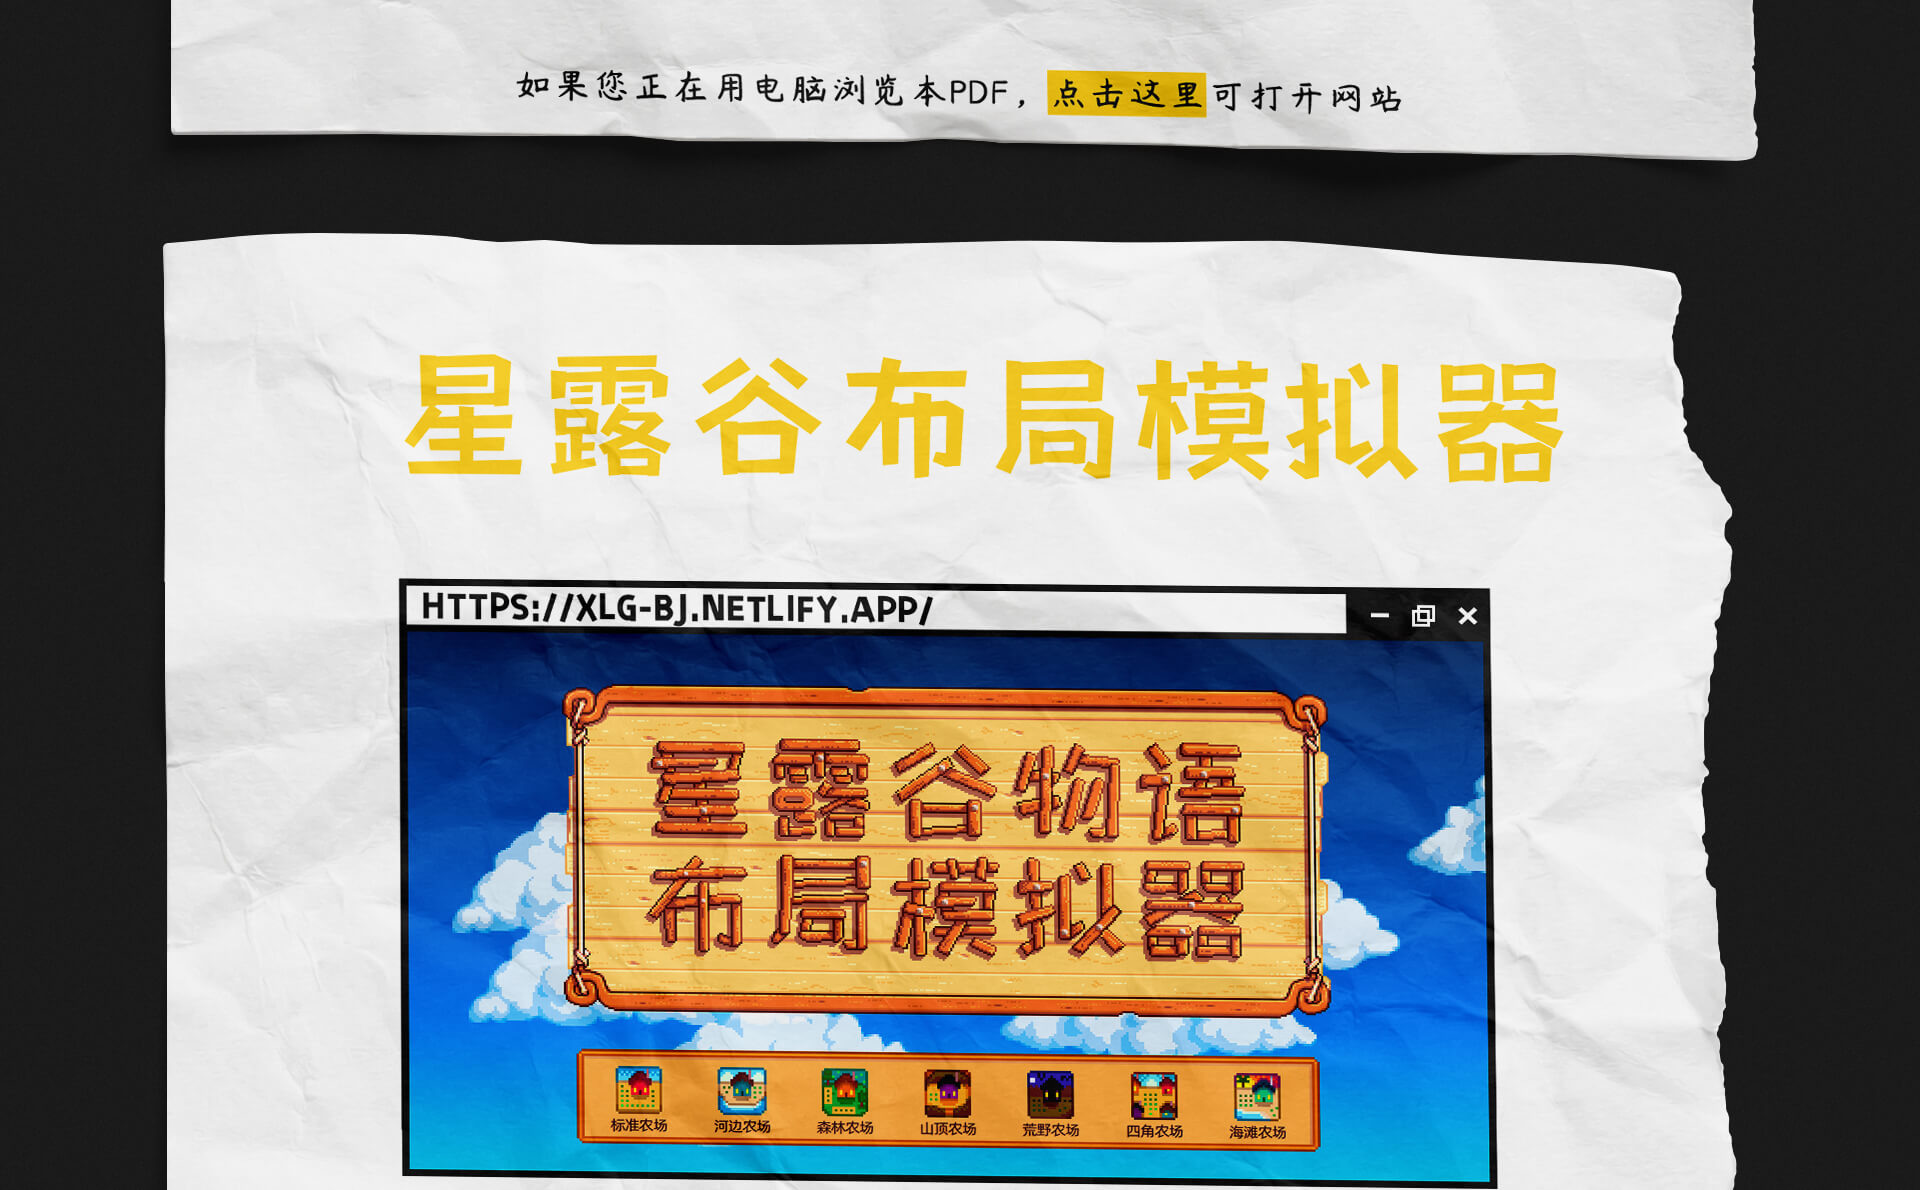 如果您正在用电脑浏览本PDF，点击这里可打开网站
星露谷布局模拟器
HTTPS://XLG-BJ.NETLIFY.APP/
星露谷物语
布局模拟器
标准农场 河边农场 森林农场 山顶农场 荒野农场 四角农场 海滩农场